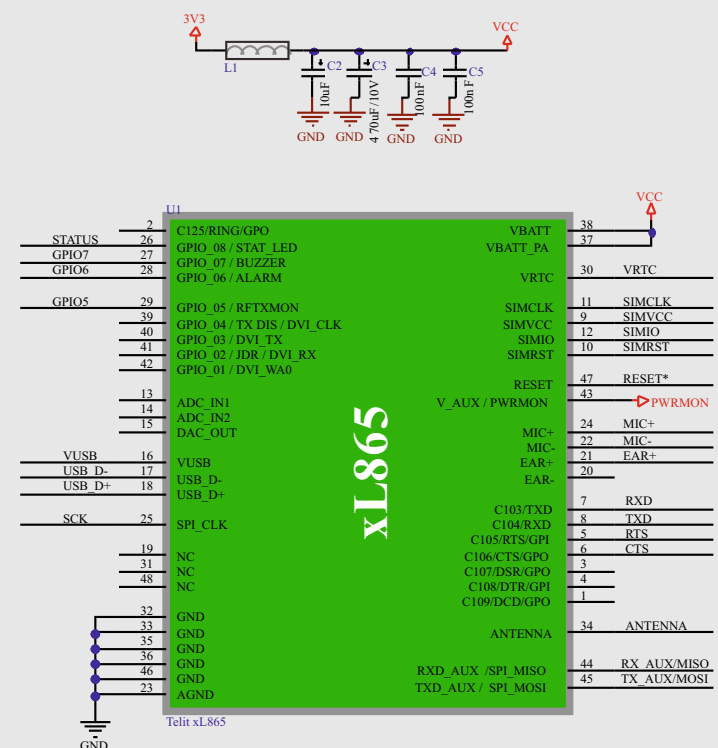 3V3
VCC
L1
C2
C3
C4
C5
10uF
4 70uF/10V
100nF
100n F
GND
GND
GND
GND
VCC
U1
2 C125/RING/GPO
STATUS 26 GPIO_08 / STAT_LED
GPIO7 27 GPIO_07 / BUZZER
GPIO6 28 GPIO_06 / ALARM
GPIO5 29 GPIO_05 / RFTXMON
39 GPIO_04 / TX DIS / DVI_CLK
40 GPIO_03 / DVI_TX
41 GPIO_02 / JDR / DVI_RX
42 GPIO_01 / DVI_WA0
13 ADC_IN1
14 ADC_IN2
15 DAC_OUT
VUSB 16 VUSB
USB_D- 17 USB_D-
USB_D+ 18 USB_D+
SCK 25 SPI_CLK
19 NC
31 NC
48 NC
32 GND
33 GND
35 GND
36 GND
46 GND
23 AGND
GND
xL865
VBATT 38
VBATT_PA 37
VRTC 30 VRTC
SIMCLK 11 SIMCLK
SIMVCC 9 SIMVCC
SIMIO 12 SIMIO
SIMRST 10 SIMRST
RESET 47 RESET*
V_AUX / PWRMON 43 PWRMON
MIC+ 24 MIC+
MIC- 22 MIC-
EAR+ 21 EAR+
EAR- 20
C103/TXD 7 RXD
C104/RXD 8 TXD
C105/RTS/GPI 5 RTS
C106/CTS/GPO 6 CTS
C107/DSR/GPO 3
C108/DTR/GPI 4
C109/DCD/GPO 1
ANTENNA 34 ANTENNA
RXD_AUX /SPI_MISO 44 RX_AUX/MISO
TXD_AUX / SPI_MOSI 45 TX_AUX/MOSI
Telit xL865